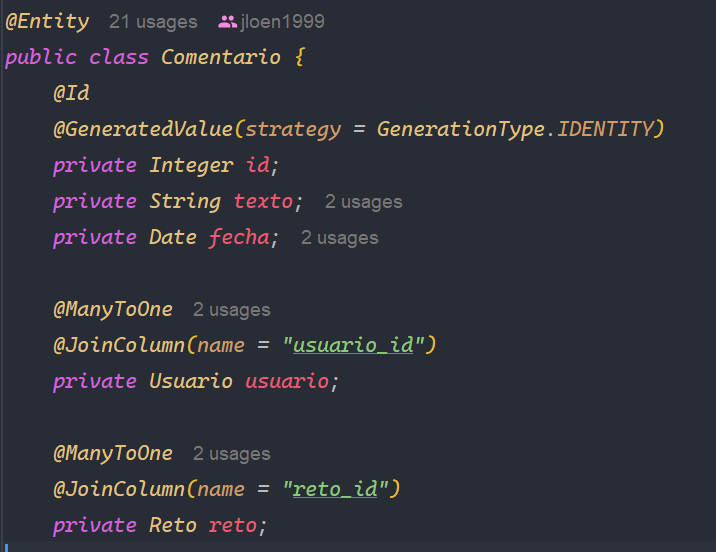 @Entity 21 usages jloen1999
public class Comentario {
@Id
@GeneratedValue(strategy = GenerationType.IDENTITY)
private Integer id;
private String texto; 2 usages
private Date fecha; 2 usages
@ManyToOne 2 usages
@JoinColumn(name = "usuario_id")
private Usuario usuario;
@ManyToOne 2 usages
@JoinColumn(name = "reto_id")
private Reto reto;